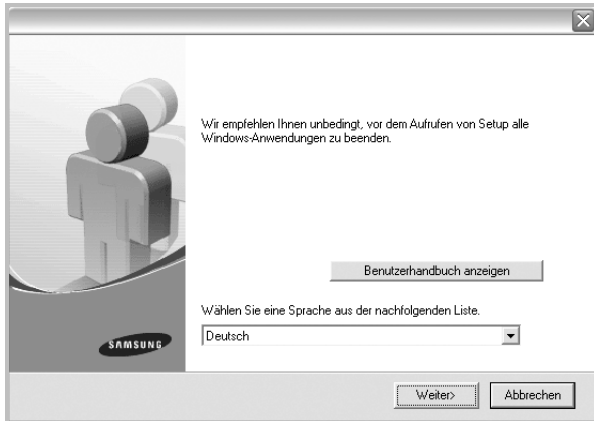 Wir empfehlen Ihnen unbedingt, vor dem Aufrufen von Setup alle
Windows-Anwendungen zu beenden.
Benutzerhandbuch anzeigen
Wählen Sie eine Sprache aus der nachfolgenden Liste.
Deutsch
SAMSUNG
Weiter>
Abbrechen